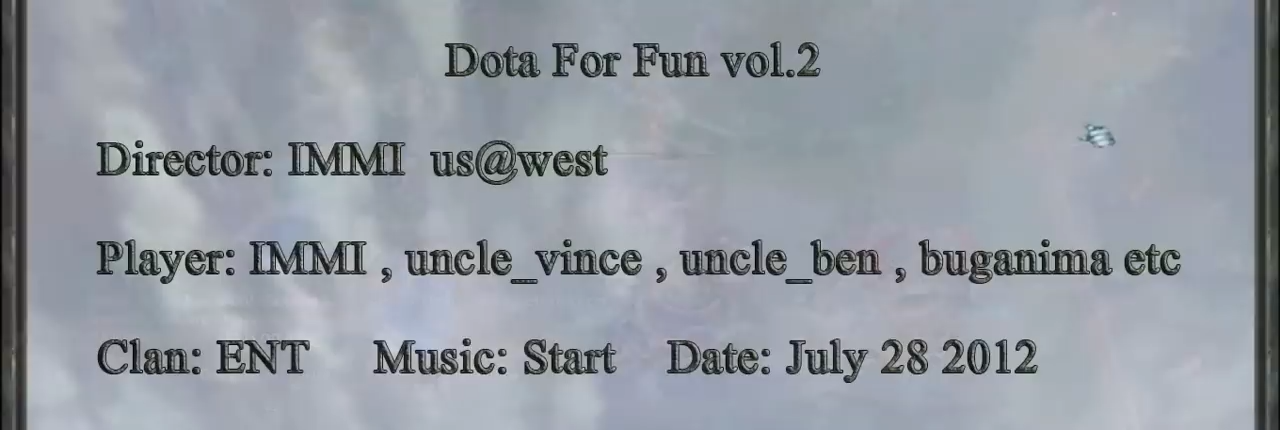 Dota For Fun vol.2
Director: IMMI us@west
Player: IMMI , uncle_vince , uncle_ben , buganima etc
Clan: ENT Music: Start Date: July 28 2012